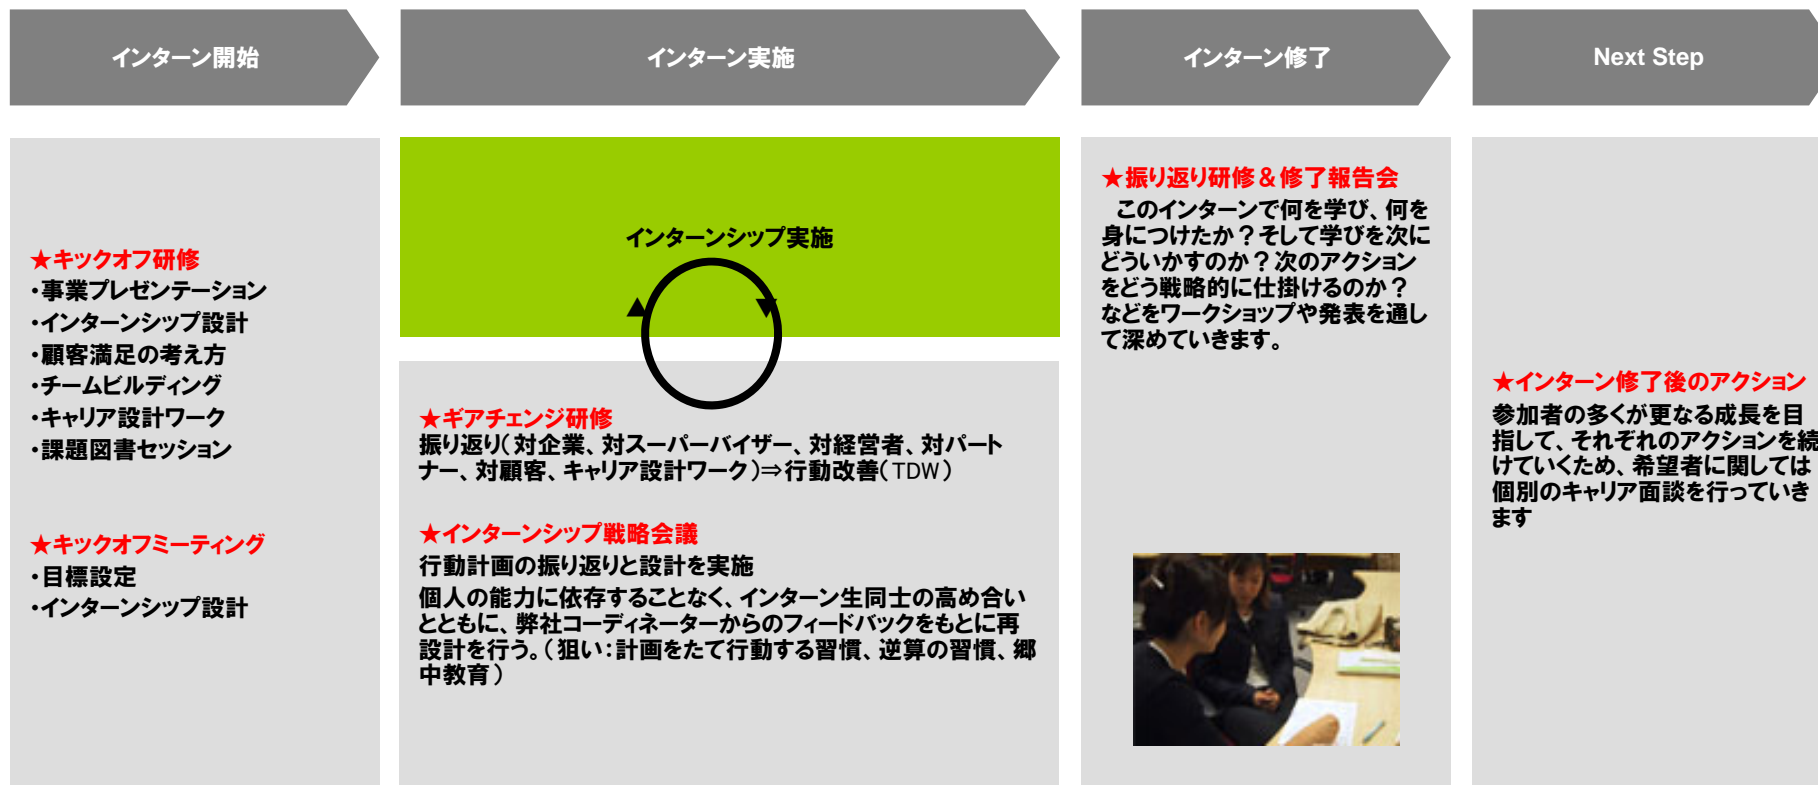 インターン開始
インターン実施
インターン修了
Next Step
★キックオフ研修
・事業プレゼンテーション
・インターンシップ設計
・顧客満足の考え方
・チームビルディング
・キャリア設計ワーク
・課題図書セッション
★キックオフミーティング
・目標設定
・インターンシップ設計
インターンシップ実施
★ギアチェンジ研修
振り返り（対企業、対スーパーバイザー、対経営者、対パート
ナー、対顧客、キャリア設計ワーク）⇒行動改善（TDW）
★インターンシップ戦略会議
行動計画の振り返りと設計を実施
個人の能力に依存することなく、インターン生同士の高め合い
とともに、弊社コーディネーターからのフィードバックをもとに再
設計を行う。（狙い：計画をたて行動する習慣、逆算の習慣、郷
中教育）
★振り返り研修＆修了報告会
このインターンで何を学び、何を
身につけたか？そして学びを次に
どういかすのか？次のアクション
をどう戦略的に仕掛けるのか？
などをワークショップや発表を通し
て深めていきます。
★インターン修了後のアクション
参加者の多くが更なる成長を目
指して、それぞれのアクションを続
けていくため、希望者に関しては
個別のキャリア面談を行っていき
ます